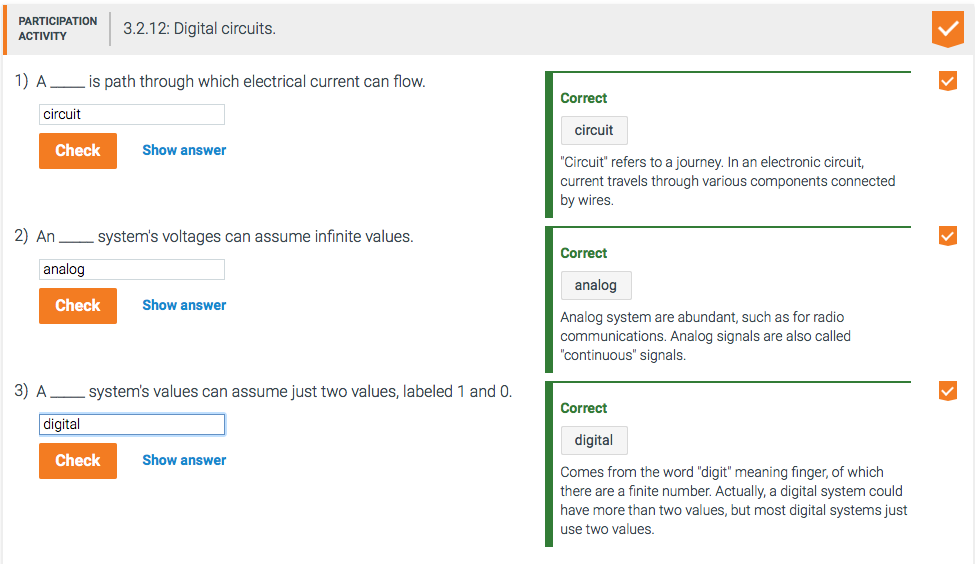 PARTICIPATION
ACTIVITY
3.2.12: Digital circuits.
1) A _____ is path through which electrical current can flow.
circuit
Check Show answer
Correct
circuit
"Circuit" refers to a journey. In an electronic circuit,
current travels through various components connected
by wires.
2) An _____ system's voltages can assume infinite values.
analog
Check Show answer
Correct
analog
Analog system are abundant, such as for radio
communications. Analog signals are also called
"continuous" signals.
3) A _____ system's values can assume just two values, labeled 1 and 0.
digital
Check Show answer
Correct
digital
Comes from the word "digit" meaning finger, of which
there are a finite number. Actually, a digital system could
have more than two values, but most digital systems just
use two values.